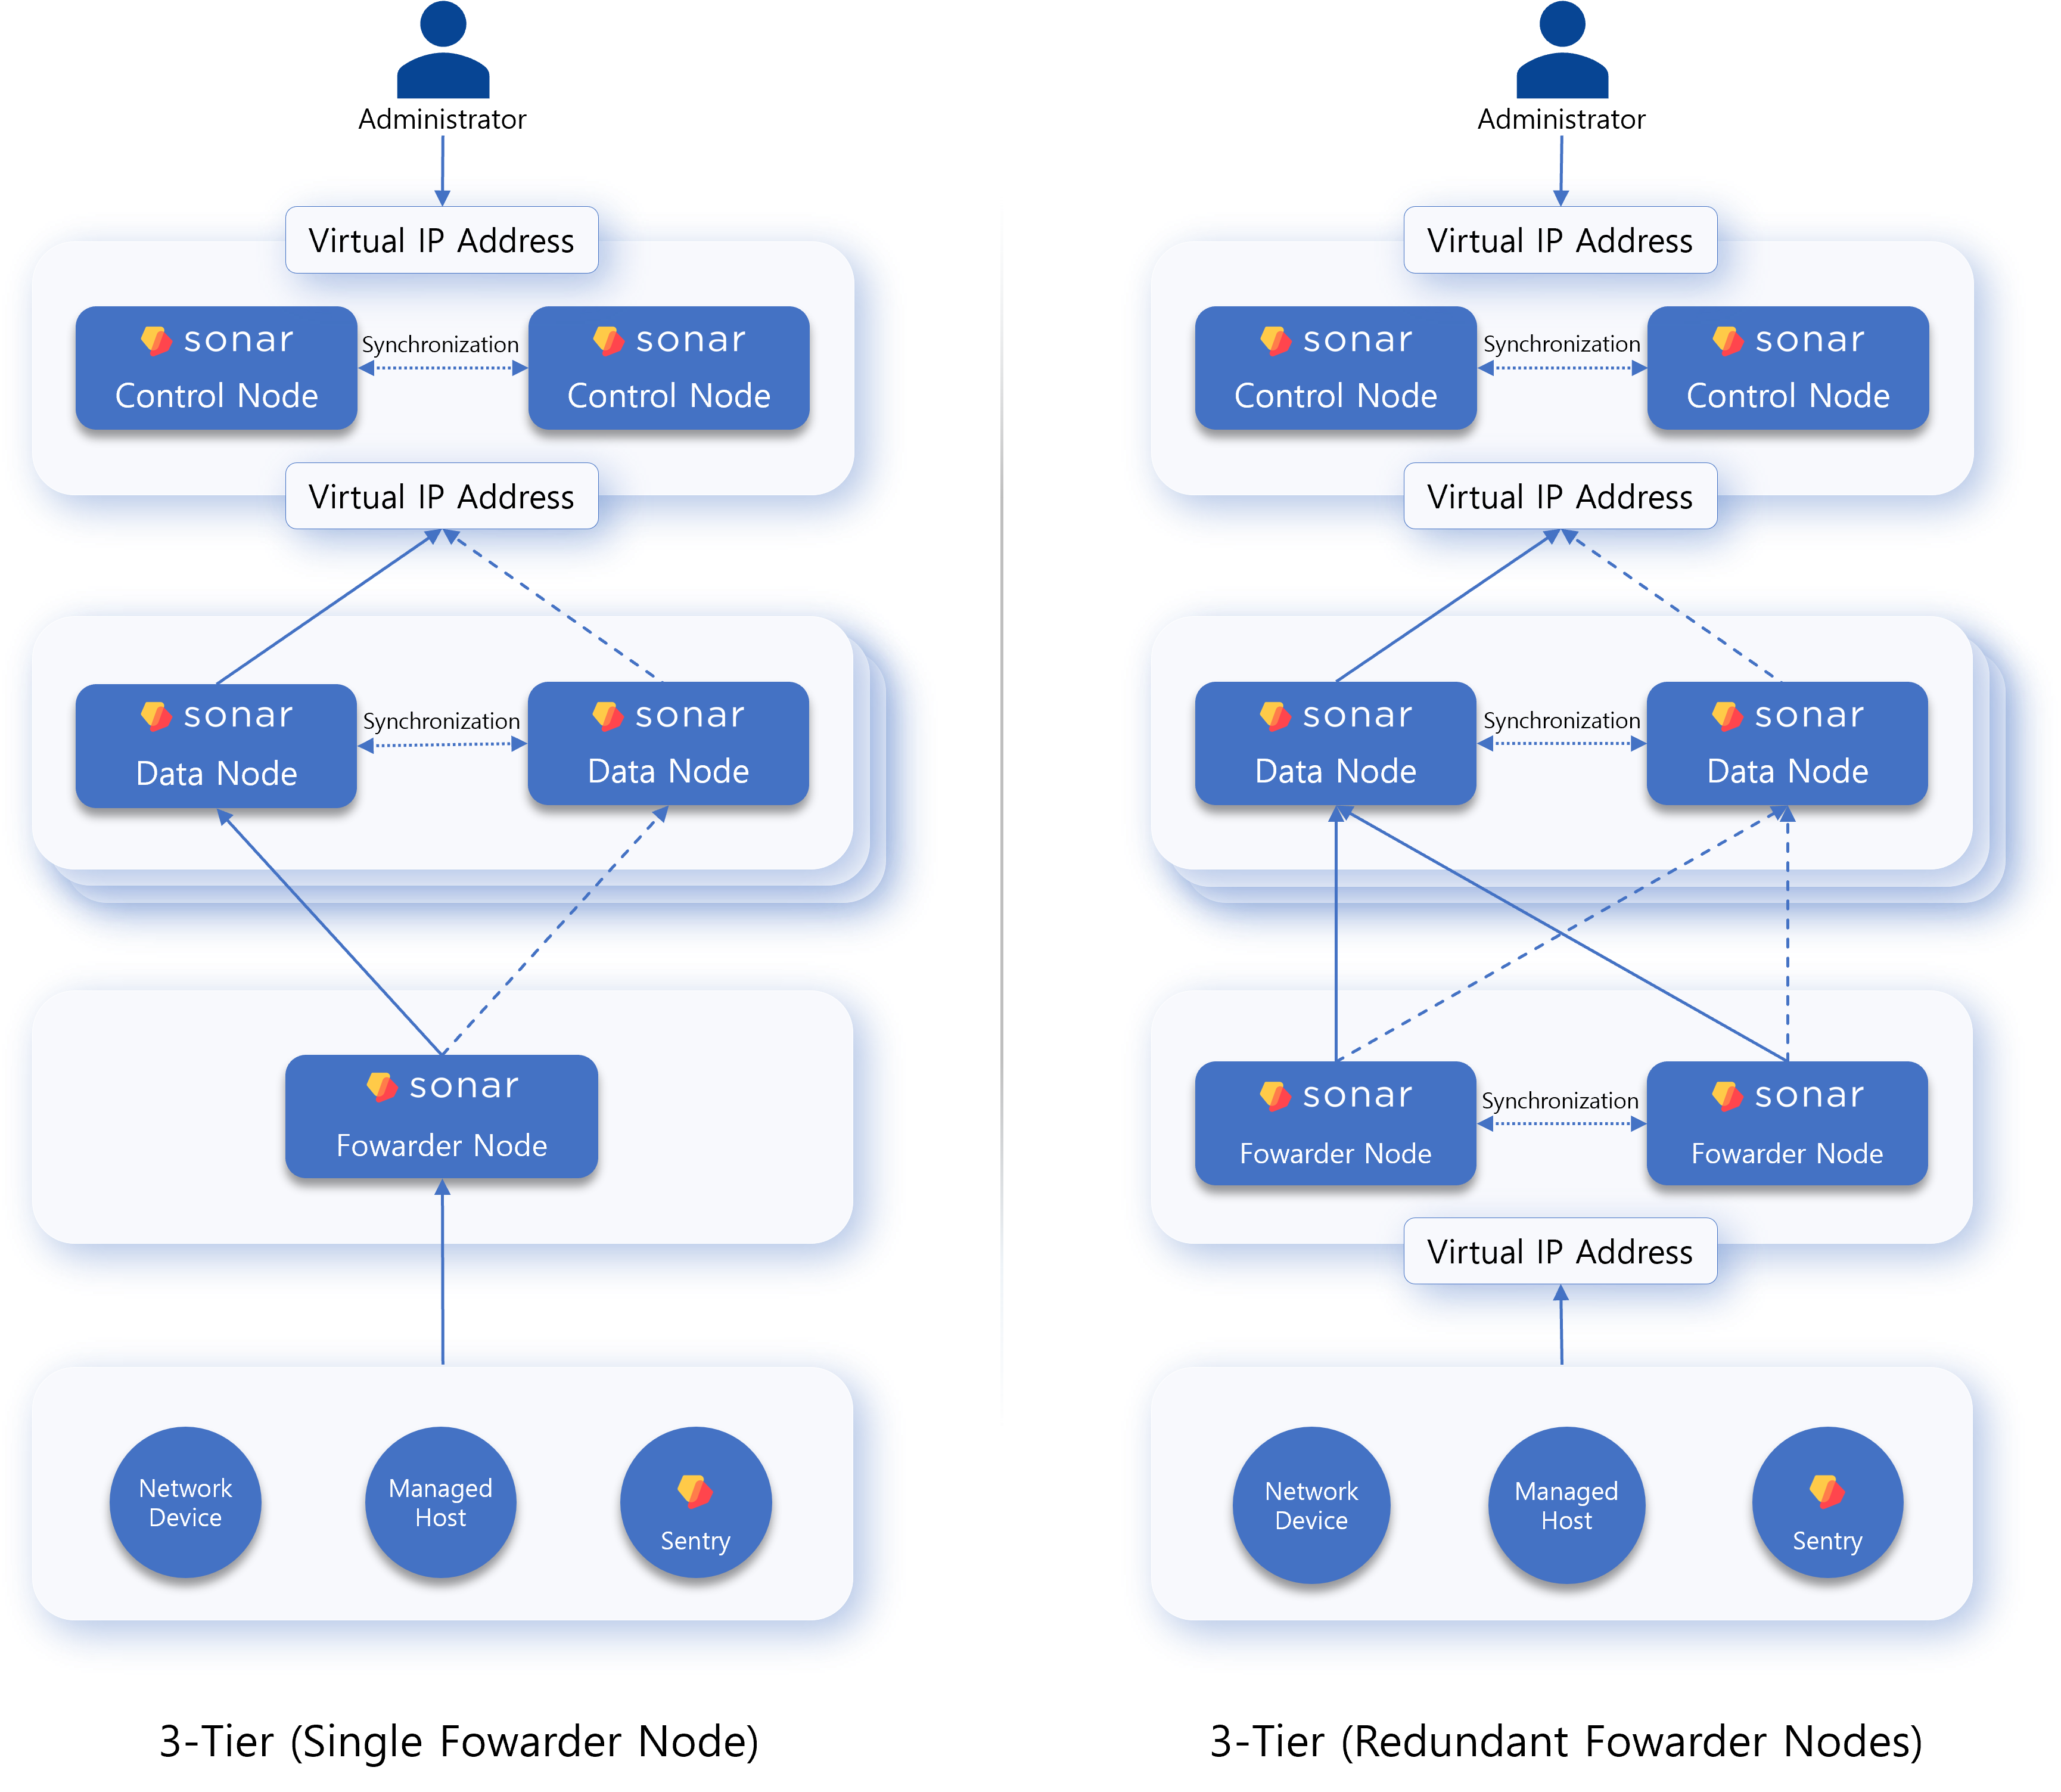 Administrator
Virtual IP Address
sonar
Control Node
Synchronization
sonar
Control Node
Virtual IP Address
sonar
Data Node
Synchronization
sonar
Data Node
sonar
Fowarder Node
Network
Device
Managed
Host
Sentry
3-Tier (Single Fowarder Node)
Administrator
Virtual IP Address
sonar
Control Node
Synchronization
sonar
Control Node
Virtual IP Address
sonar
Data Node
Synchronization
sonar
Data Node
sonar
Fowarder Node
Synchronization
sonar
Fowarder Node
Virtual IP Address
Network
Device
Managed
Host
Sentry
3-Tier (Redundant Fowarder Nodes)